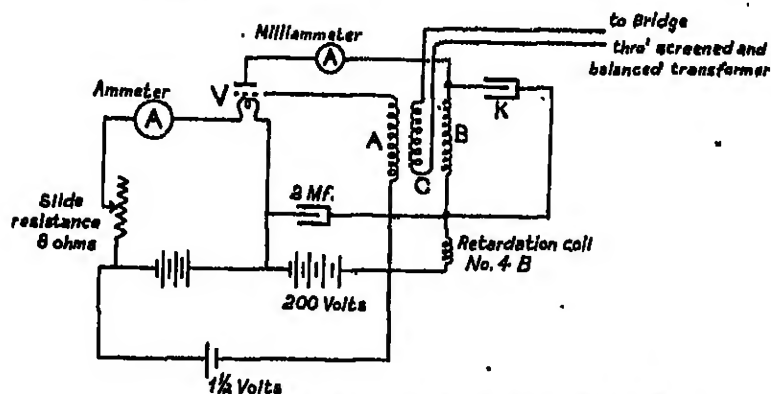 Milliammeter
A
to Bridge
thro' screened and
balanced transformer
Ammeter
A
V
A
C
B
K
2 Mf.
Slide
resistance
8 ohms
Retardation coil
No. 4 B
200 Volts
1½ Volts